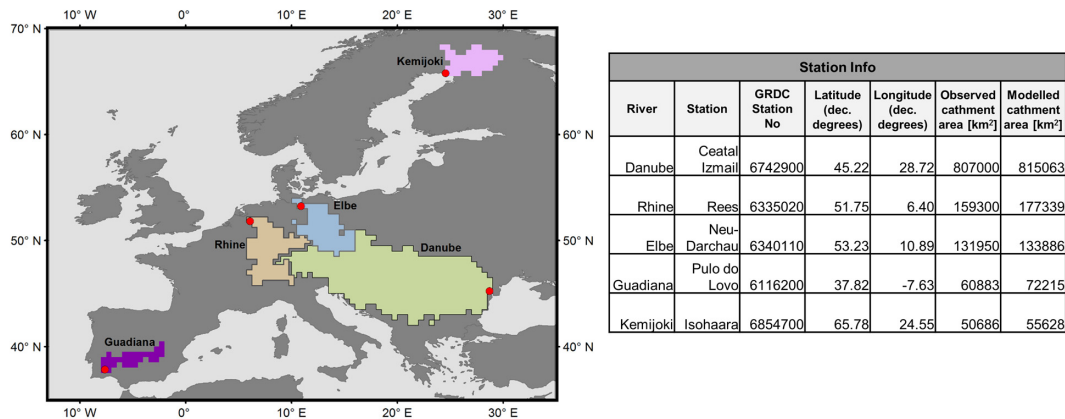 10° W 0° 10° E 20° E 30° E
70° N
Kemijoki
60° N 60° N
Elbe
Rhine
Danube
50° N 50° N
Guadiana
40° N 40° N
10° W 0° 10° E 20° E 30° E
Station Info
River Station GRDC Station No Latitude (dec. degrees) Longitude (dec. degrees) Observed cathment area [km²] Modelled cathment area [km²]
Danube Ceatal Izmail 6742900 45.22 28.72 807000 815063
Rhine Rees 6335020 51.75 6.40 159300 177339
Elbe Neu-Darchau 6340110 53.23 10.89 131950 133886
Guadiana Pulo do Lovo 6116200 37.82 -7.63 60883 72215
Kemijoki Isohaara 6854700 65.78 24.55 50686 55628